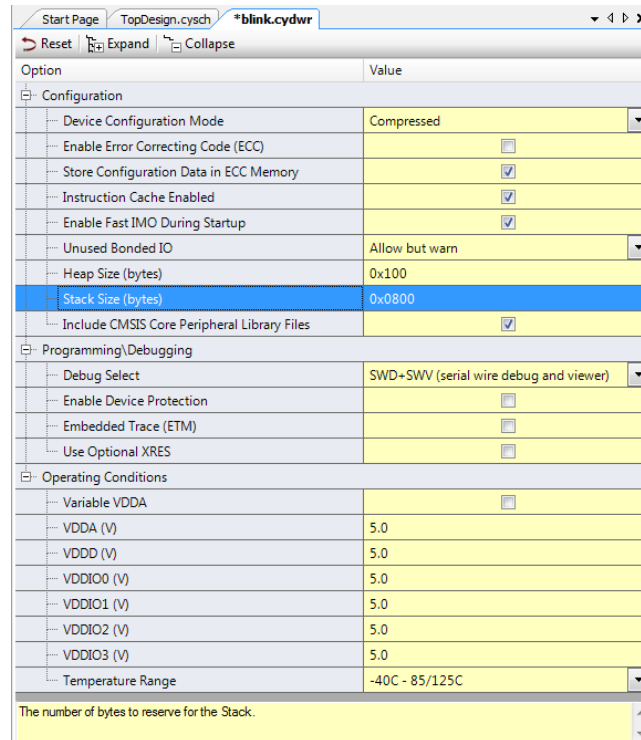 Start Page TopDesign.cysch *blink.cydwr
Reset Expand Collapse
Option Value
Configuration
Device Configuration Mode Compressed
Enable Error Correcting Code (ECC)
Store Configuration Data in ECC Memory
Instruction Cache Enabled
Enable Fast IMO During Startup
Unused Bonded IO Allow but warn
Heap Size (bytes) 0x100
Stack Size (bytes) 0x0800
Include CMSIS Core Peripheral Library Files
Programming\Debugging
Debug Select SWD+SWV (serial wire debug and viewer)
Enable Device Protection
Embedded Trace (ETM)
Use Optional XRES
Operating Conditions
Variable VDDA
VDDA (V) 5.0
VDDD (V) 5.0
VDDIO0 (V) 5.0
VDDIO1 (V) 5.0
VDDIO2 (V) 5.0
VDDIO3 (V) 5.0
Temperature Range -40C - 85/125C
The number of bytes to reserve for the Stack.